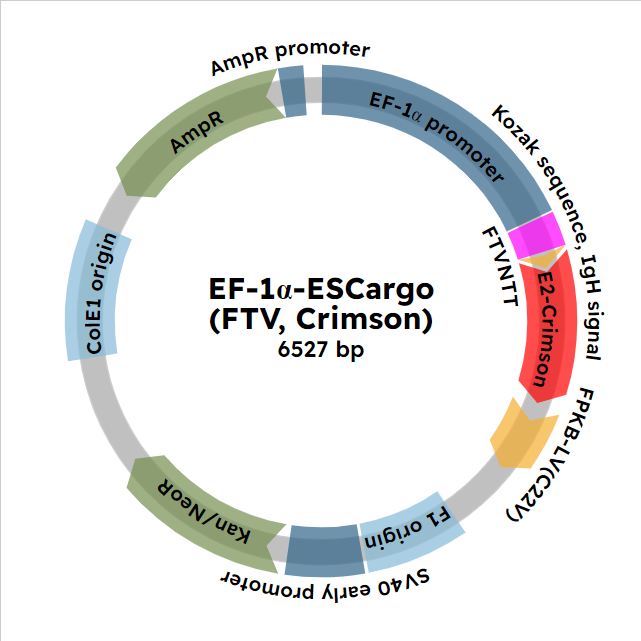 AmpR promoter
EF-1α promoter
Kozak sequence, IgH signal
FTVNTT
E2-Crimson
FPKB-LV(C22V)
F1 origin
SV40 early promoter
Kan/NeoR
ColE1 origin
AmpR
EF-1α-ESCargo
(FTV, Crimson)
6527 bp